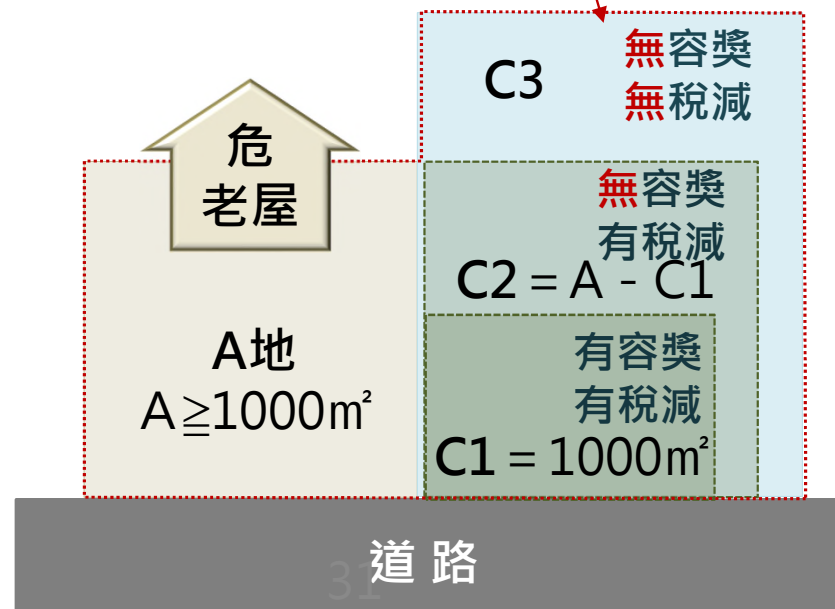 C3
無容獎
無稅減
危
老屋
無容獎
有稅減
C2 = A - C1
A地
A≧1000㎡
有容獎
有稅減
C1 = 1000㎡
道路
31